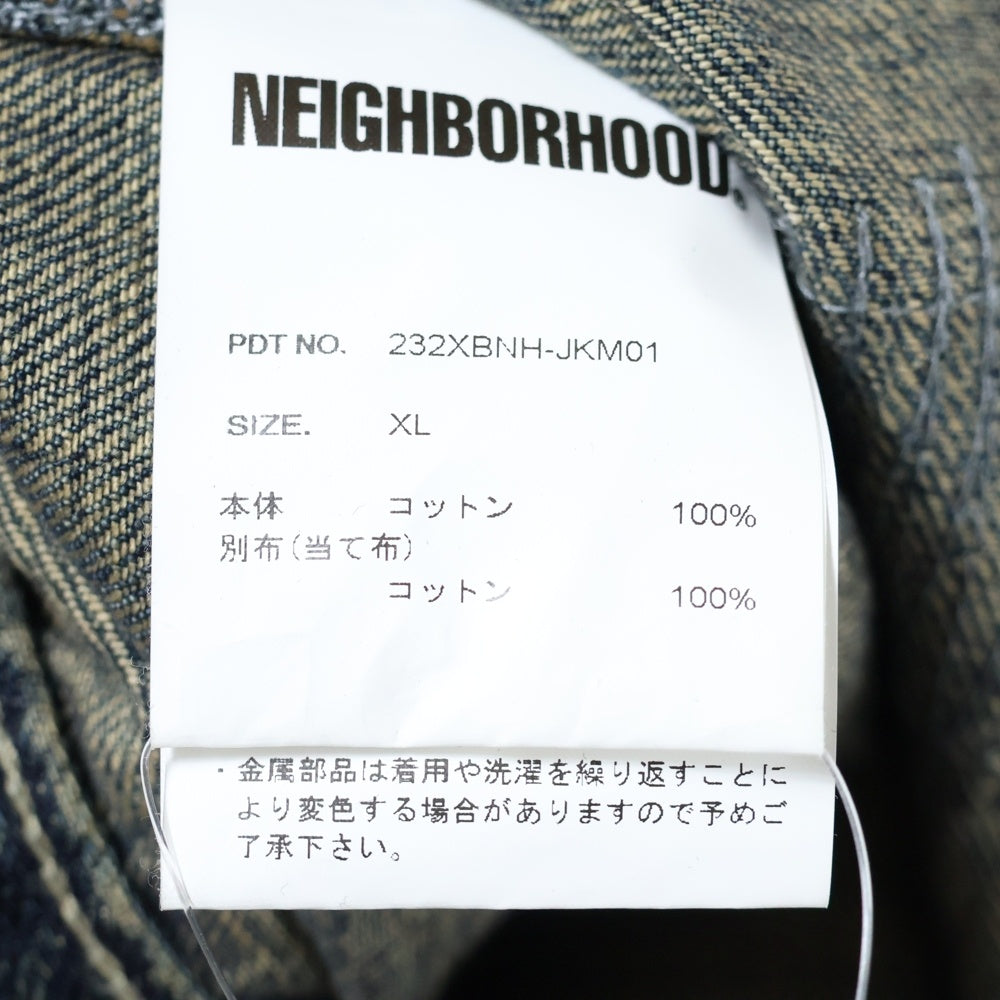 NEIGHBORHOOD.
PDT NO. 232XBNH-JKM01
SIZE. XL
本体 コットン 100%
別布(当て布)
コットン 100%
・金属部品は着用や洗濯を繰り返すことに
より変色する場合がありますので予めご
了承下さい。